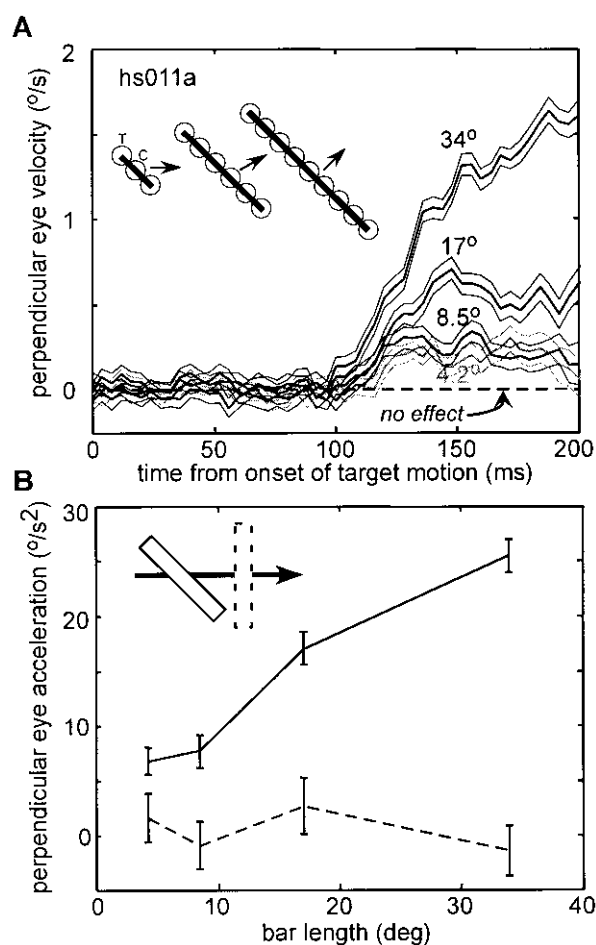 A
perpendicular eye velocity (°/s)
2
1
0
hs011a
T
C
34°
17°
8.5°
4.2°
no effect
0 50 100 150 200
time from onset of target motion (ms)
B
perpendicular eye acceleration (°/s²)
30
20
10
0
0 10 20 30 40
bar length (deg)